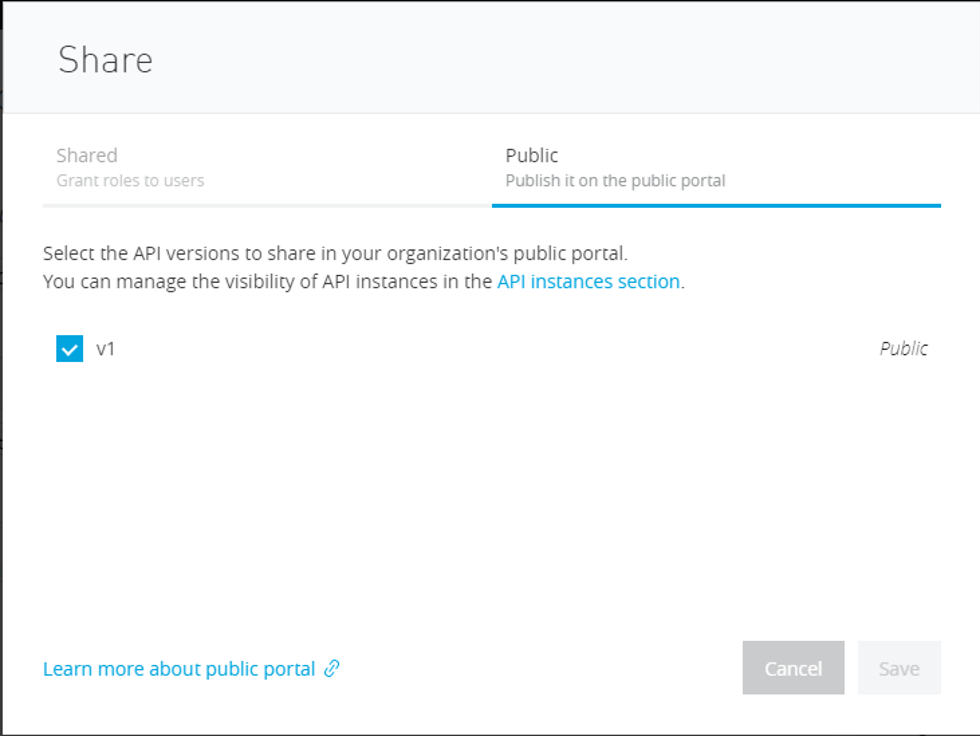 Share
Shared
Grant roles to users
Public
Publish it on the public portal
Select the API versions to share in your organization's public portal.
You can manage the visibility of API instances in the API instances section.
v1
Public
Learn more about public portal
Cancel
Save